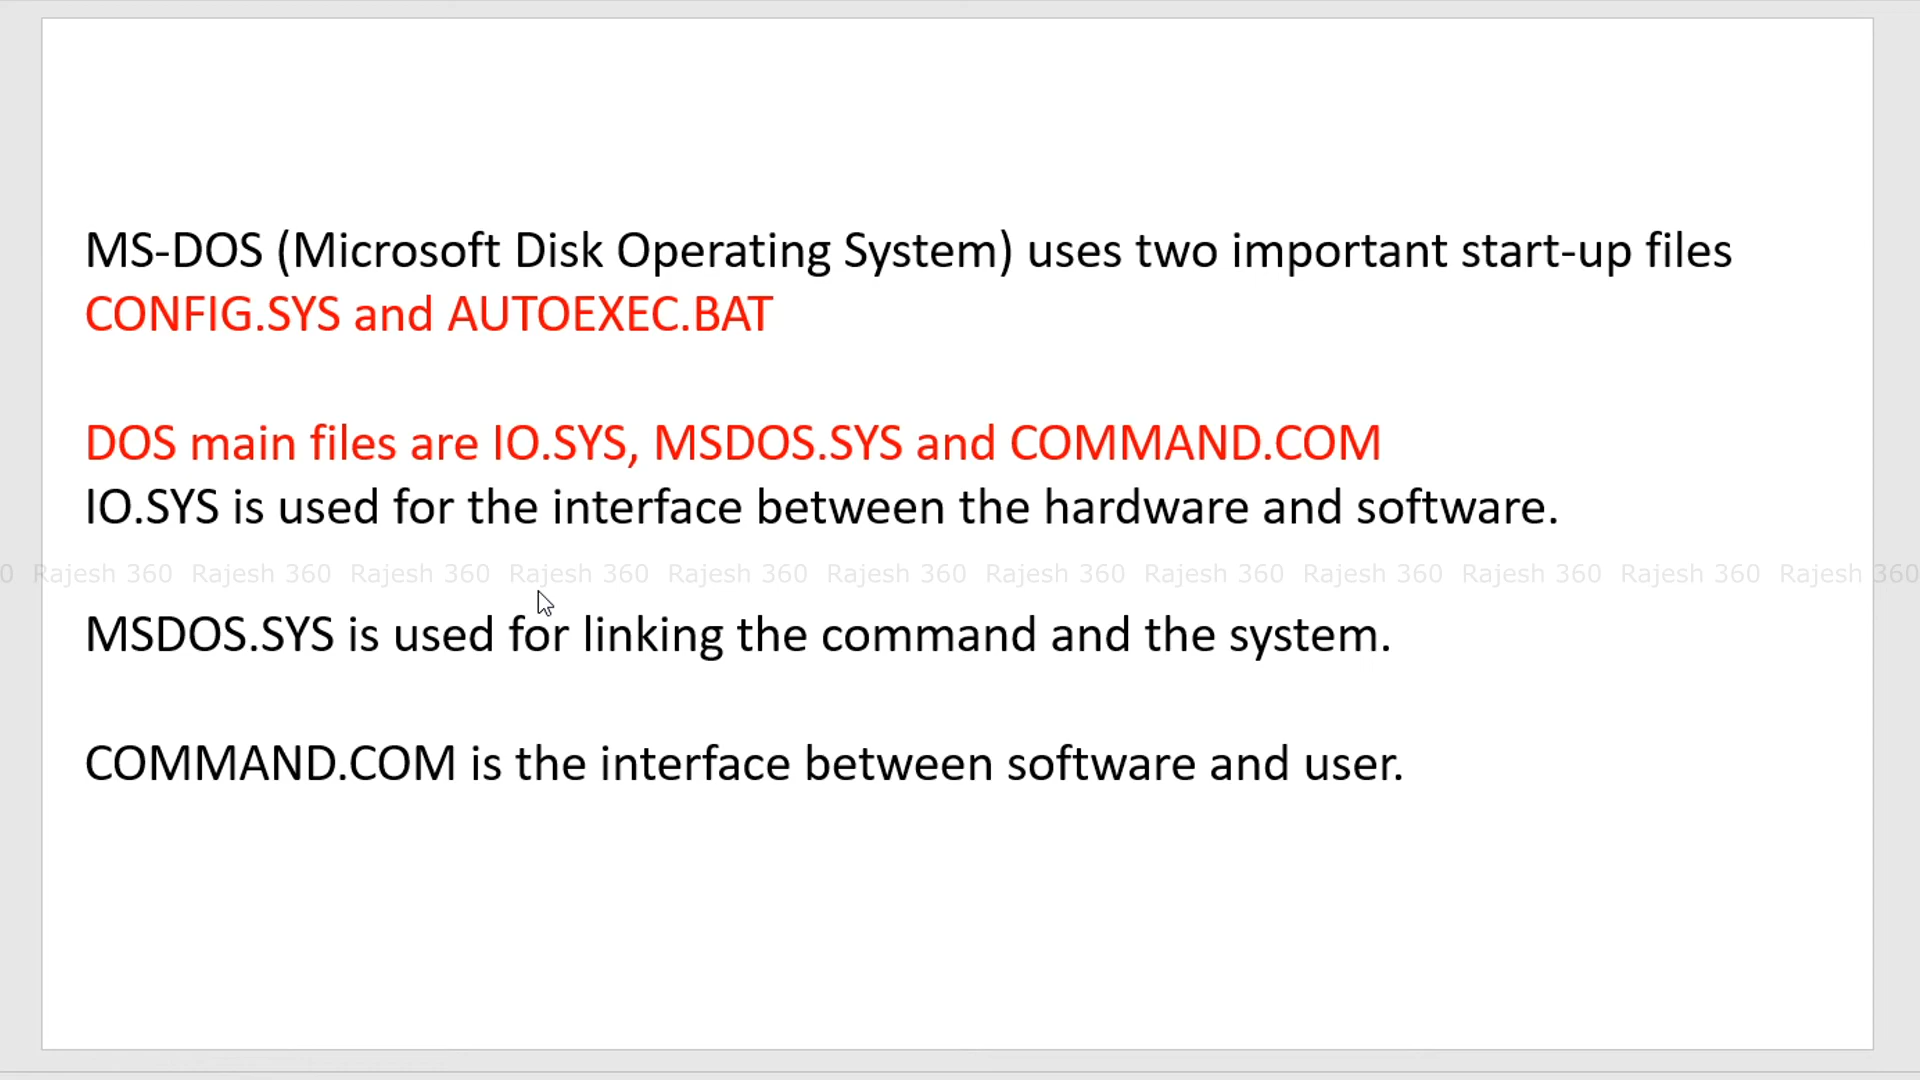 MS-DOS (Microsoft Disk Operating System) uses two important start-up files
CONFIG.SYS and AUTOEXEC.BAT
DOS main files are IO.SYS, MSDOS.SYS and COMMAND.COM
IO.SYS is used for the interface between the hardware and software.
0 Rajesh 360 Rajesh 360 Rajesh 360 Rajesh 360 Rajesh 360 Rajesh 360 Rajesh 360 Rajesh 360 Rajesh 360 Rajesh 360 Rajesh 360 Rajesh 360
MSDOS.SYS is used for linking the command and the system.
COMMAND.COM is the interface between software and user.